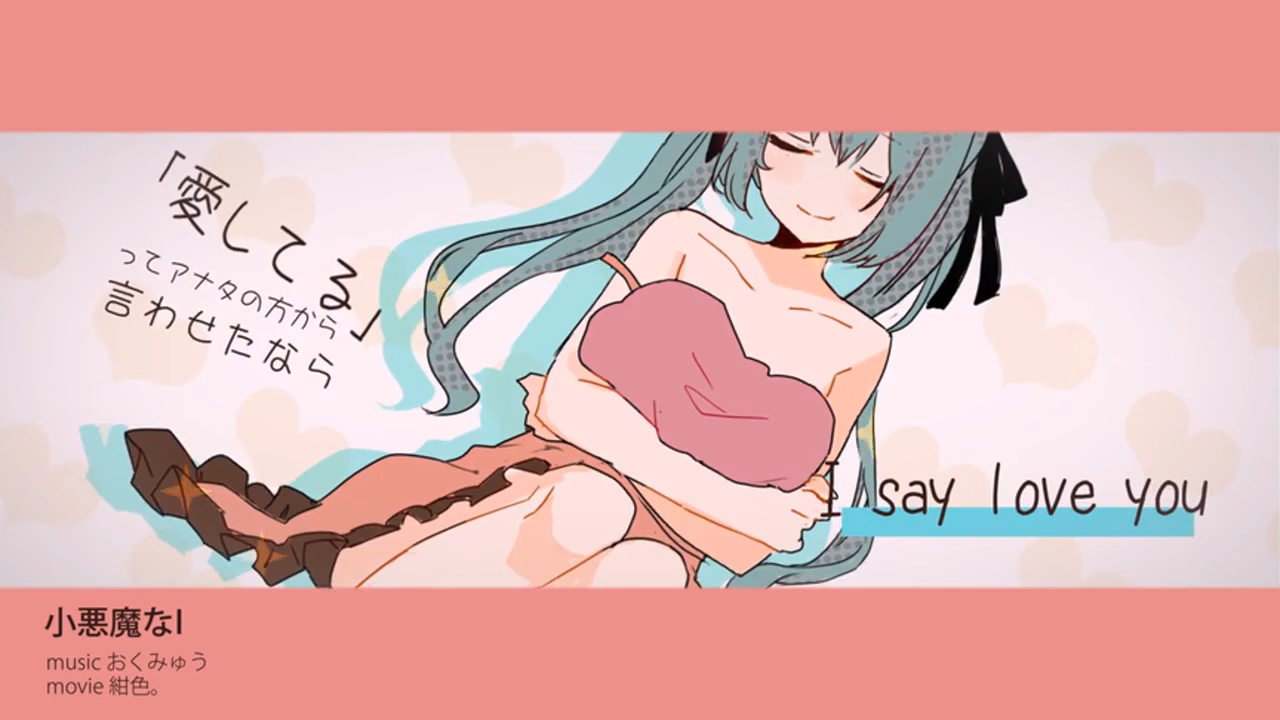 「愛してる」
ってアナタの方から
言わせたなら
I say love you
小悪魔なI
music おくみゅう
movie 紺色。